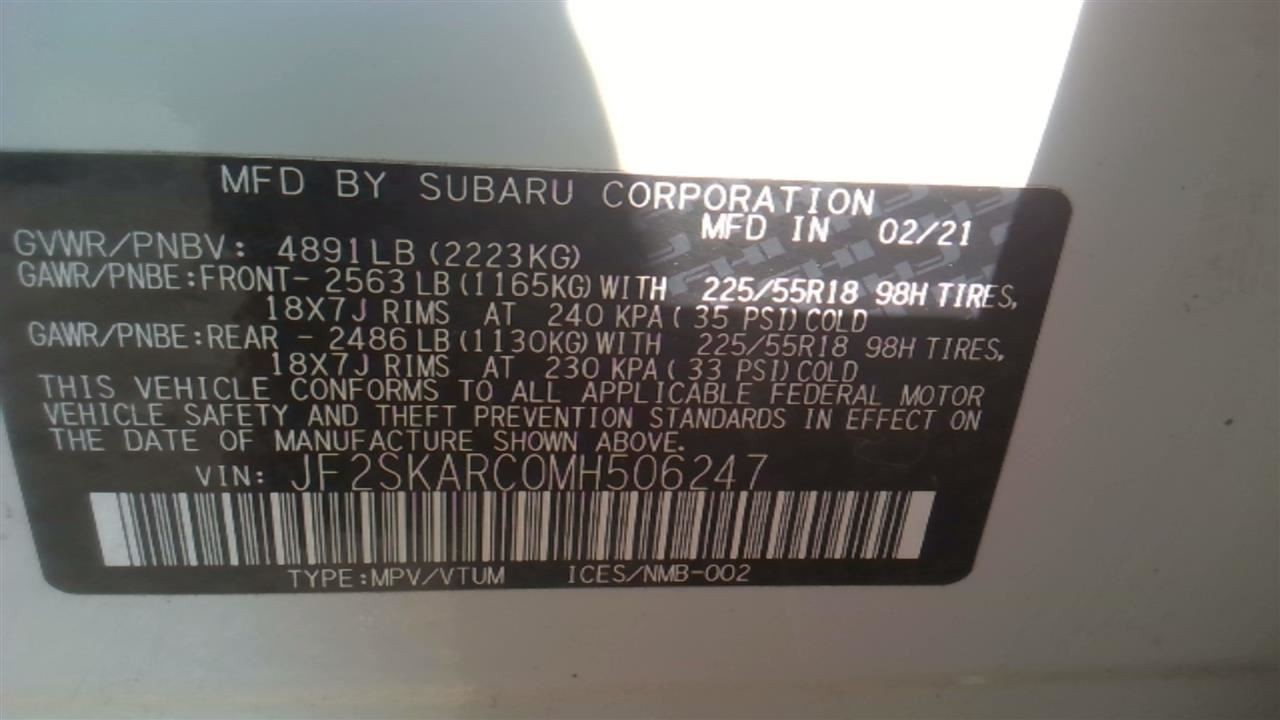 MFD BY SUBARU CORPORATION
MFD IN 02/21
GVWR/PNBV: 4891LB (2223KG)
GAWR/PNBE:FRONT- 2563 LB (1165KG) WITH 225/55R18 98H TIRES,
18X7J RIMS AT 240 KPA ( 35 PSI) COLD
GAWR/PNBE:REAR - 2486 LB (1130KG) WITH 225/55R18 98H TIRES,
18X7J RIMS AT 230 KPA ( 33 PSI) COLD
THIS VEHICLE CONFORMS TO ALL APPLICABLE FEDERAL MOTOR
VEHICLE SAFETY AND THEFT PREVENTION STANDARDS IN EFFECT ON
THE DATE OF MANUFACTURE SHOWN ABOVE.
VIN: JF2SKARC0MH506247
TYPE:MPV/VTUM ICES/NMB-002